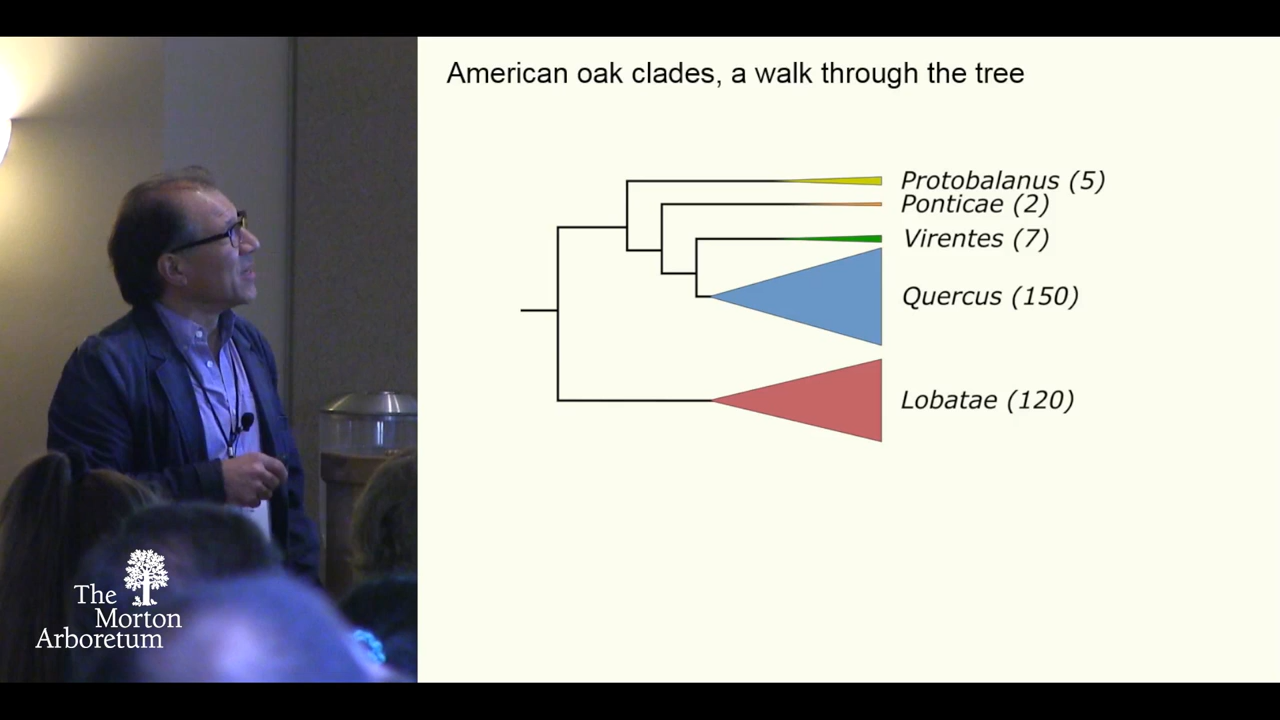 American oak clades, a walk through the tree
Protobalanus (5)
Ponticae (2)
Virentes (7)
Quercus (150)
Lobatae (120)
The
Morton
Arboretum